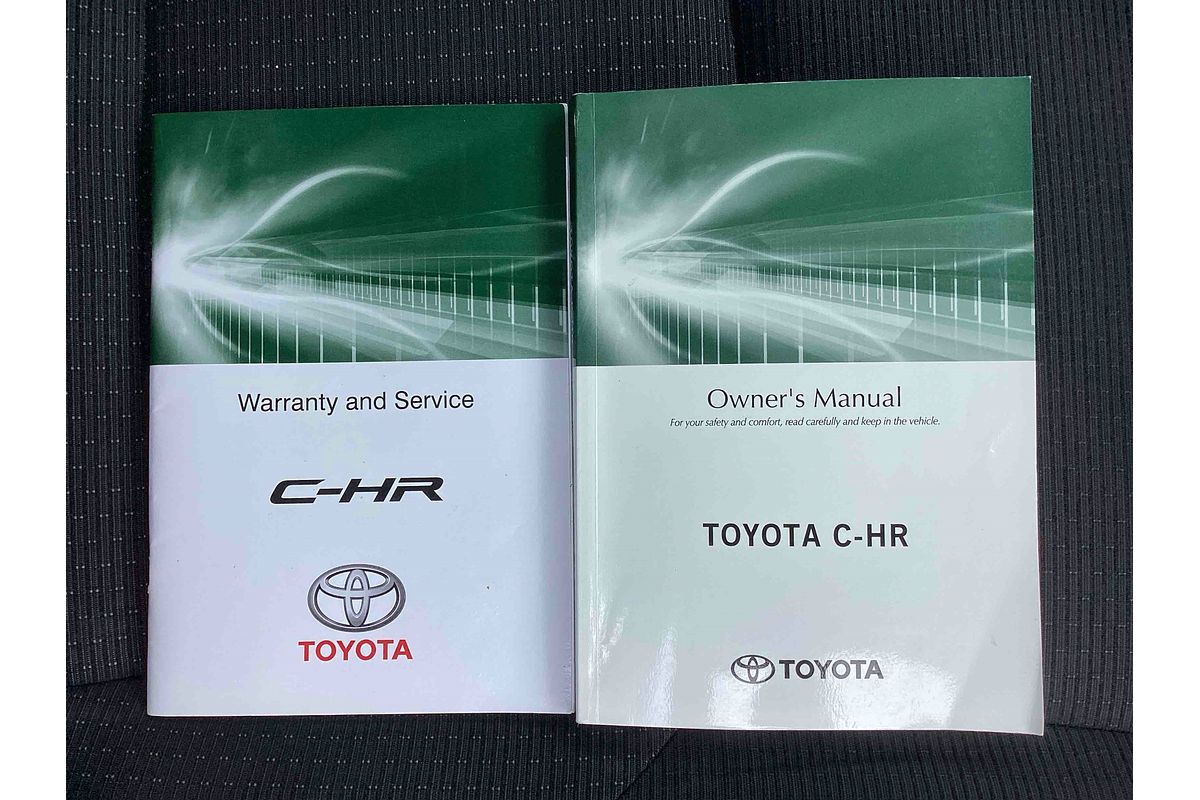 Warranty and Service
C-HR
TOYOTA
Owner's Manual
For your safety and comfort, read carefully and keep in the vehicle.
TOYOTA C-HR
TOYOTA